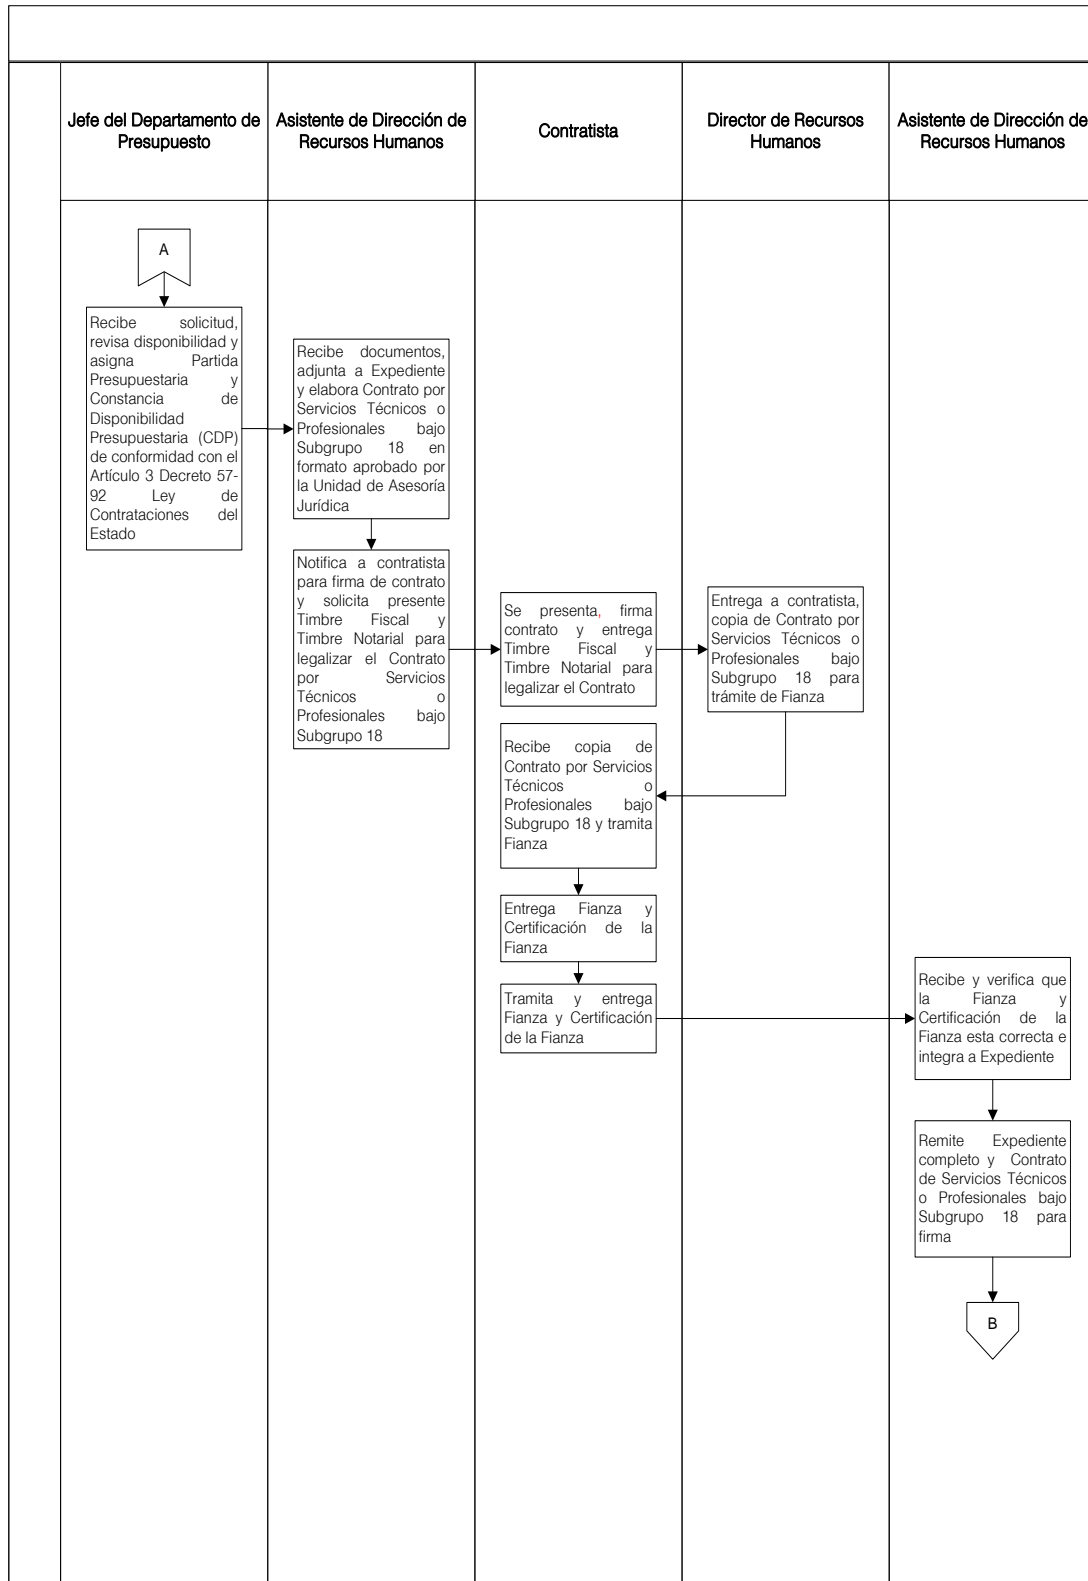 Jefe del Departamento de
Presupuesto
Asistente de Dirección de
Recursos Humanos
Contratista
Director de Recursos
Humanos
Asistente de Dirección de
Recursos Humanos
A
Recibe solicitud,
revisa disponibilidad y
asigna Partida
Presupuestaria y
Constancia de
Disponibilidad
Presupuestaria (CDP)
de conformidad con el
Artículo 3 Decreto 57-
92 Ley de
Contrataciones del
Estado
Recibe documentos,
adjunta a Expediente
y elabora Contrato por
Servicios Técnicos o
Profesionales bajo
Subgrupo 18 en
formato aprobado por
la Unidad de Asesoría
Jurídica
Notifica a contratista
para firma de contrato
y solicita presente
Timbre Fiscal y
Timbre Notarial para
legalizar el Contrato
por Servicios
Técnicos o
Profesionales bajo
Subgrupo 18
Se presenta, firma
contrato y entrega
Timbre Fiscal y
Timbre Notarial para
legalizar el Contrato
Entrega a contratista,
copia de Contrato por
Servicios Técnicos o
Profesionales bajo
Subgrupo 18 para
trámite de Fianza
Recibe copia de
Contrato por Servicios
Técnicos o
Profesionales bajo
Subgrupo 18 y tramita
Fianza
Entrega Fianza y
Certificación de la
Fianza
Tramita y entrega
Fianza y Certificación
de la Fianza
Recibe y verifica que
la Fianza y
Certificación de la
Fianza esta correcta e
integra a Expediente
Remite Expediente
completo y Contrato
de Servicios Técnicos
o Profesionales bajo
Subgrupo 18 para
firma
B